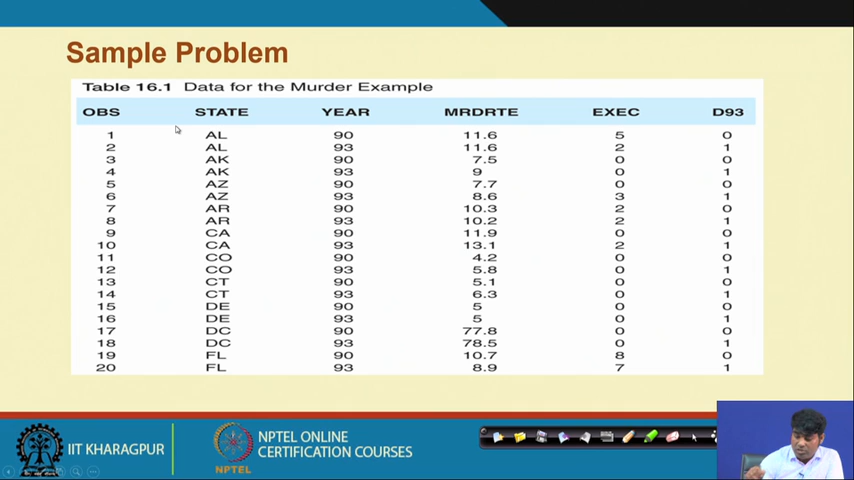 Sample Problem
Table 16.1 Data for the Murder Example
OBS STATE YEAR MRDRTE EXEC D93
1 AL 90 11.6 5 0
2 AL 93 11.6 2 1
3 AK 90 7.5 0 0
4 AK 93 9 0 1
5 AZ 90 7.7 0 0
6 AZ 93 8.6 3 1
7 AR 90 10.3 2 0
8 AR 93 10.2 2 1
9 CA 90 11.9 0 0
10 CA 93 13.1 2 1
11 CO 90 4.2 0 0
12 CO 93 5.8 0 1
13 CT 90 5.1 0 0
14 CT 93 6.3 0 1
15 DE 90 5 0 0
16 DE 93 5 0 1
17 DC 90 77.8 0 0
18 DC 93 78.5 0 1
19 FL 90 10.7 8 0
20 FL 93 8.9 7 1
IIT KHARAGPUR
NPTEL
NPTEL ONLINE
CERTIFICATION COURSES